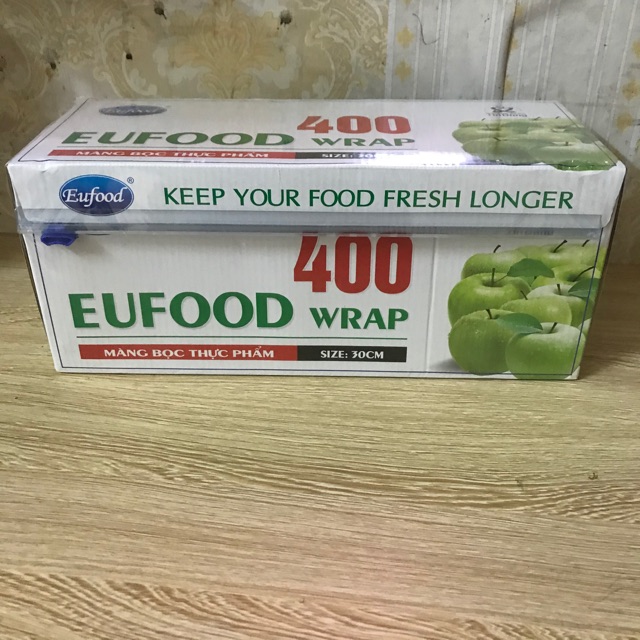 400
EUFOOD WRAP
MÀNG BỌC THỰC PHẨM
Eufood®
KEEP YOUR FOOD FRESH LONGER
400
EUFOOD WRAP
MÀNG BỌC THỰC PHẨM SIZE: 30CM